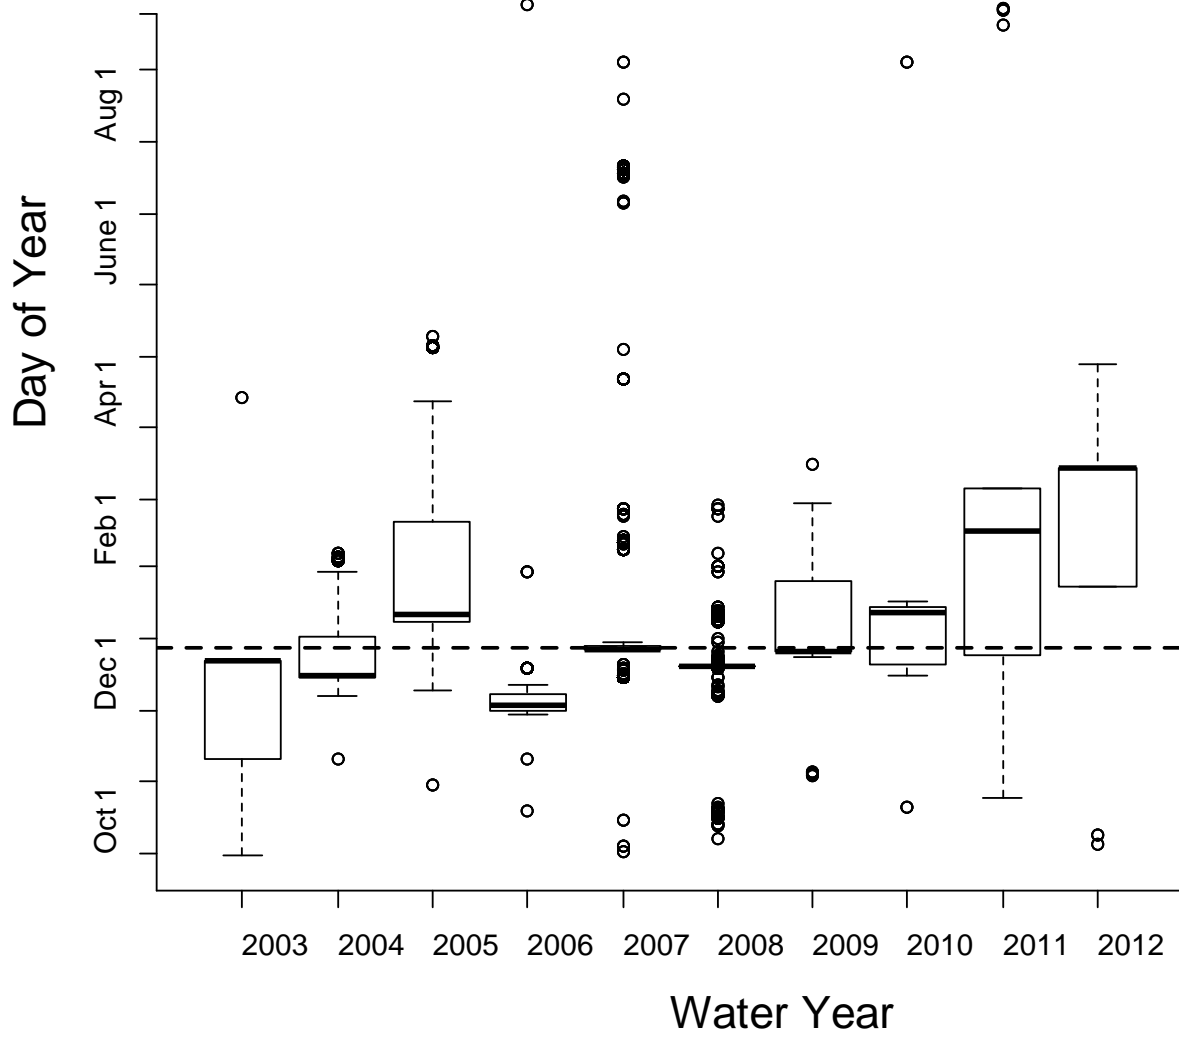 Day of Year
Aug 1
June 1
Apr 1
Feb 1
Dec 1
Oct 1
2003 2004 2005 2006 2007 2008 2009 2010 2011 2012
Water Year